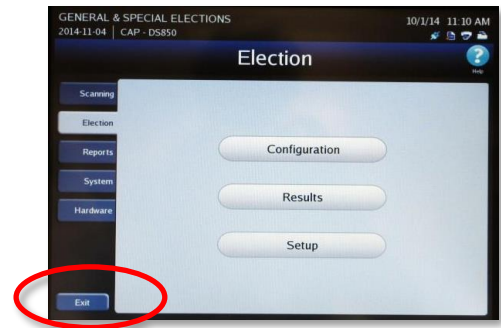 GENERAL & SPECIAL ELECTIONS
10/1/14 11:10 AM
2014-11-04 | CAP - DS850
Election
Help
Scanning
Election
Reports
System
Hardware
Configuration
Results
Setup
Exit